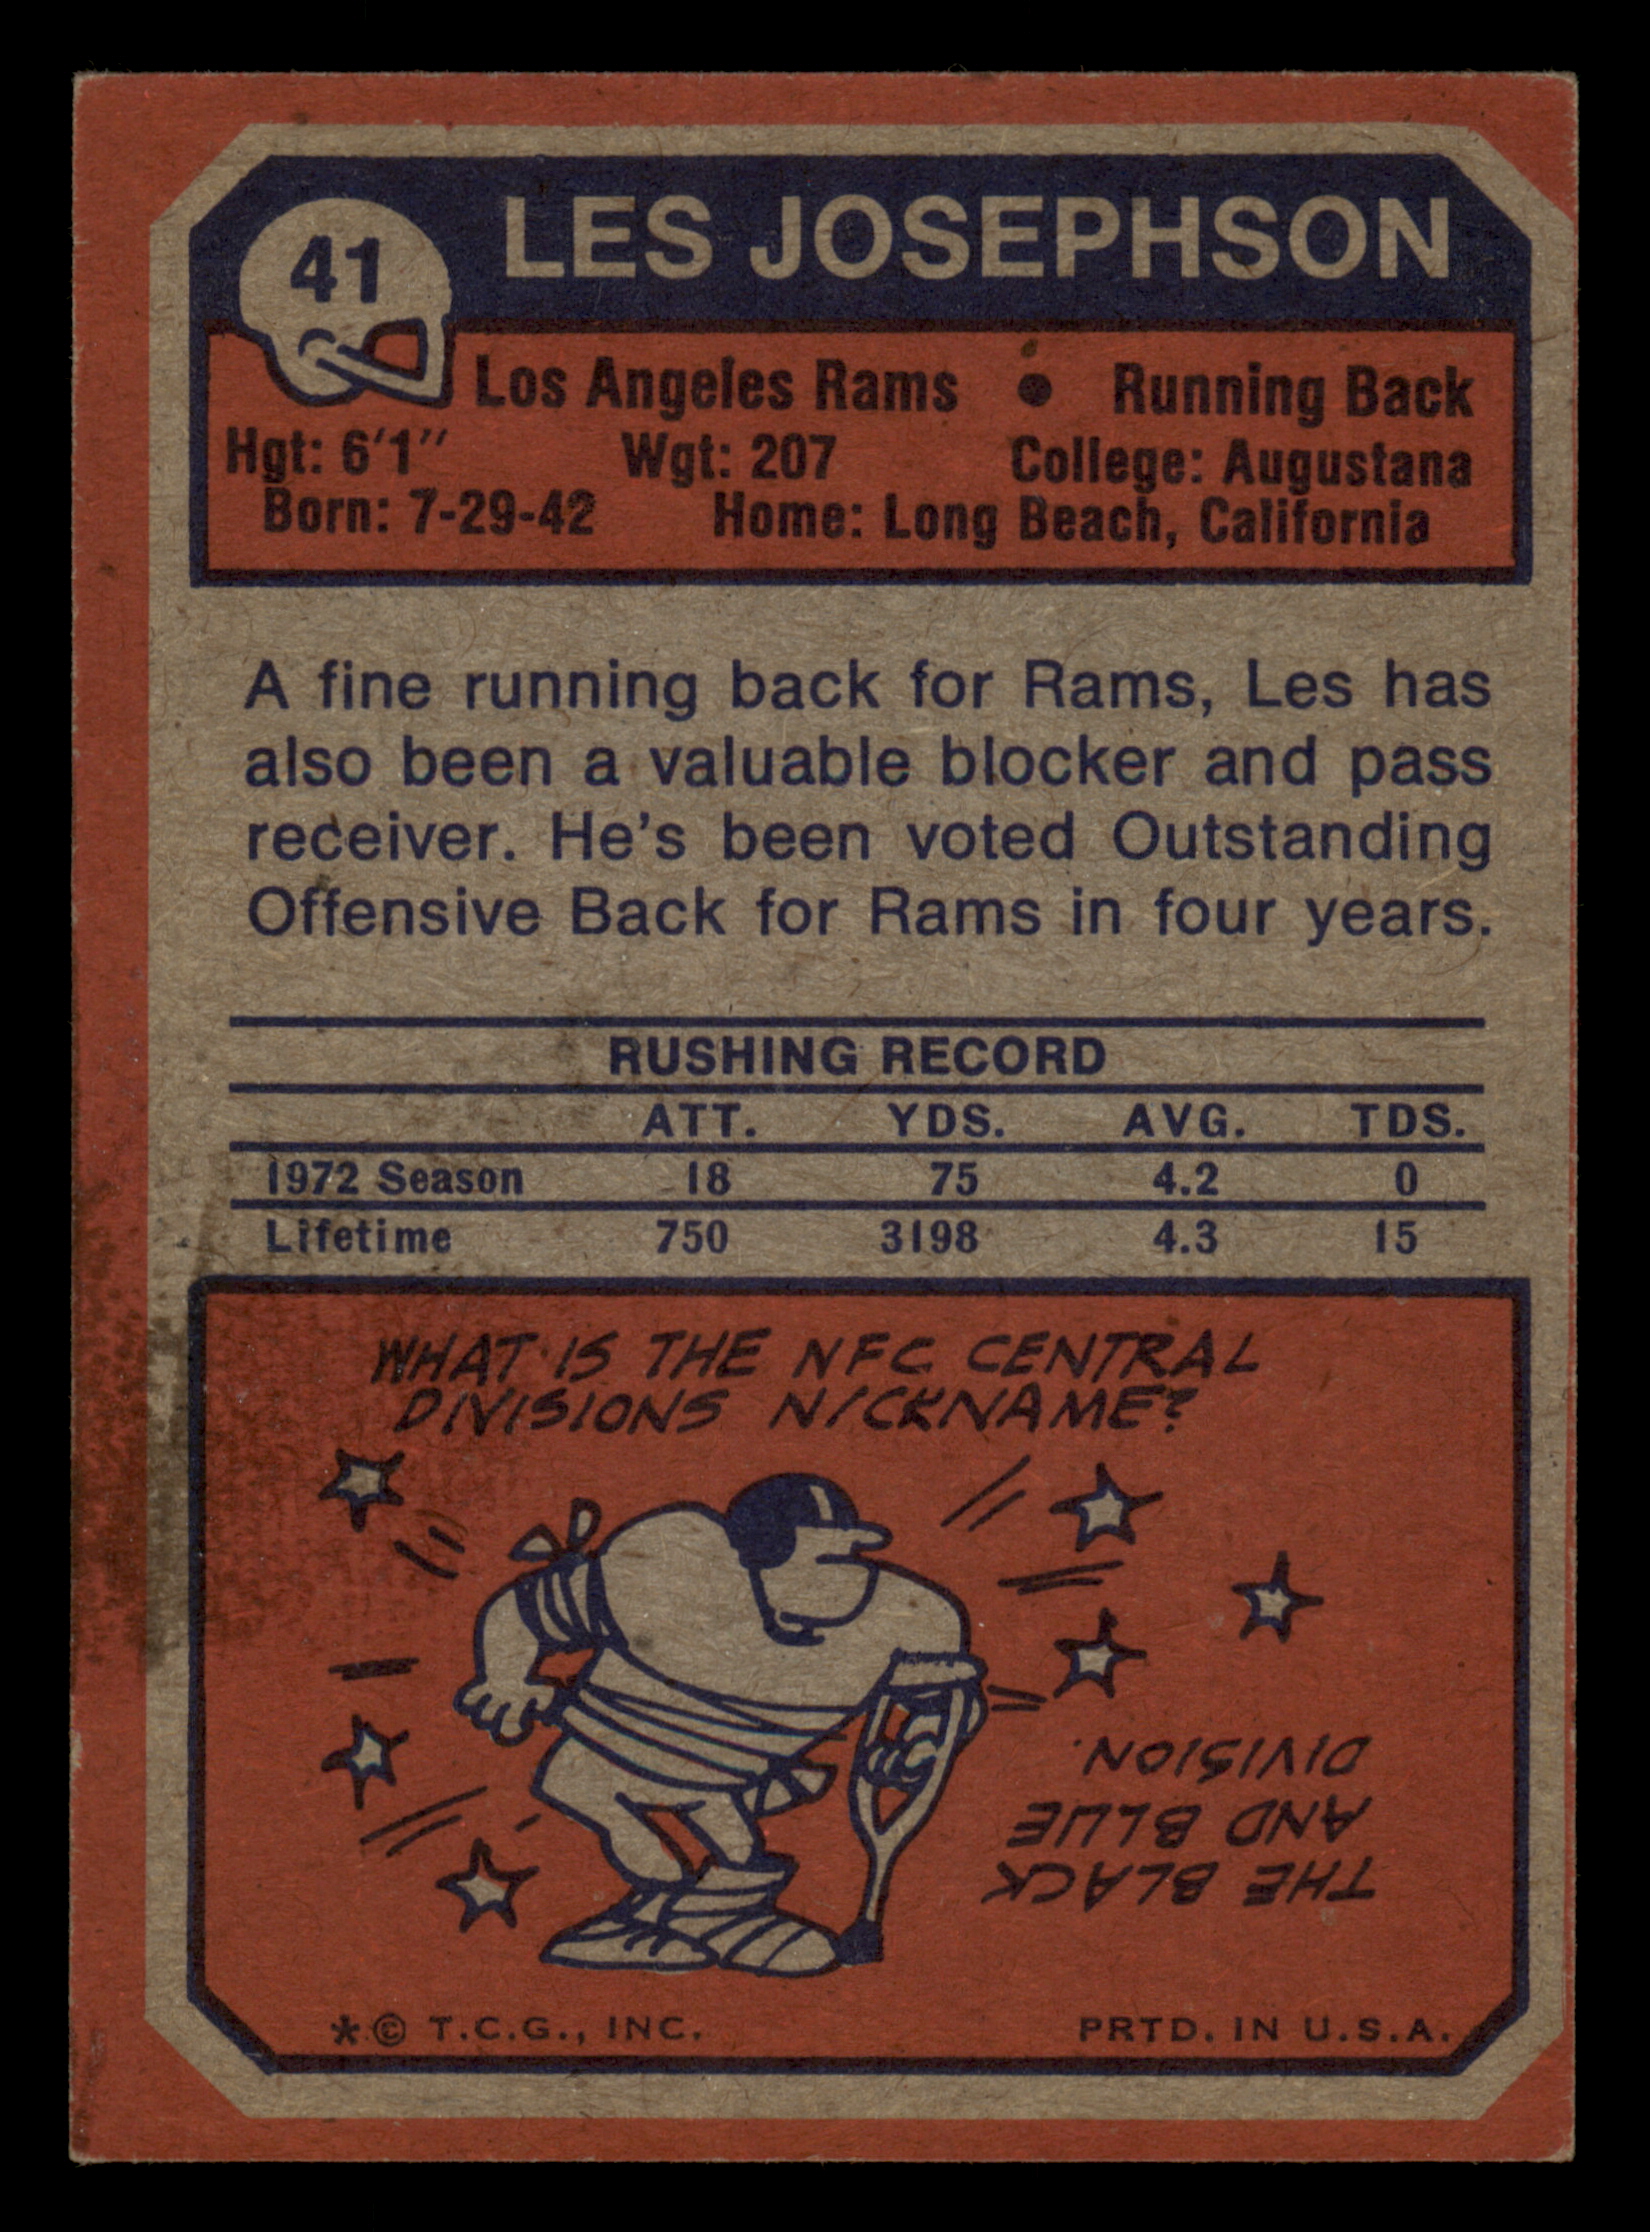 41
LES JOSEPHSON
Los Angeles Rams • Running Back
Hgt: 6'1" Wgt: 207 College: Augustana
Born: 7-29-42 Home: Long Beach, California
A fine running back for Rams, Les has
also been a valuable blocker and pass
receiver. He's been voted Outstanding
Offensive Back for Rams in four years.
RUSHING RECORD
ATT. YDS. AVG. TDS.
1972 Season 18 75 4.2 0
Lifetime 750 3198 4.3 15
WHAT IS THE NFC CENTRAL
DIVISIONS NICKNAME?
THE BLACK
AND BLUE
DIVISION.
*© T.C.G., INC. PRTD. IN U.S.A.